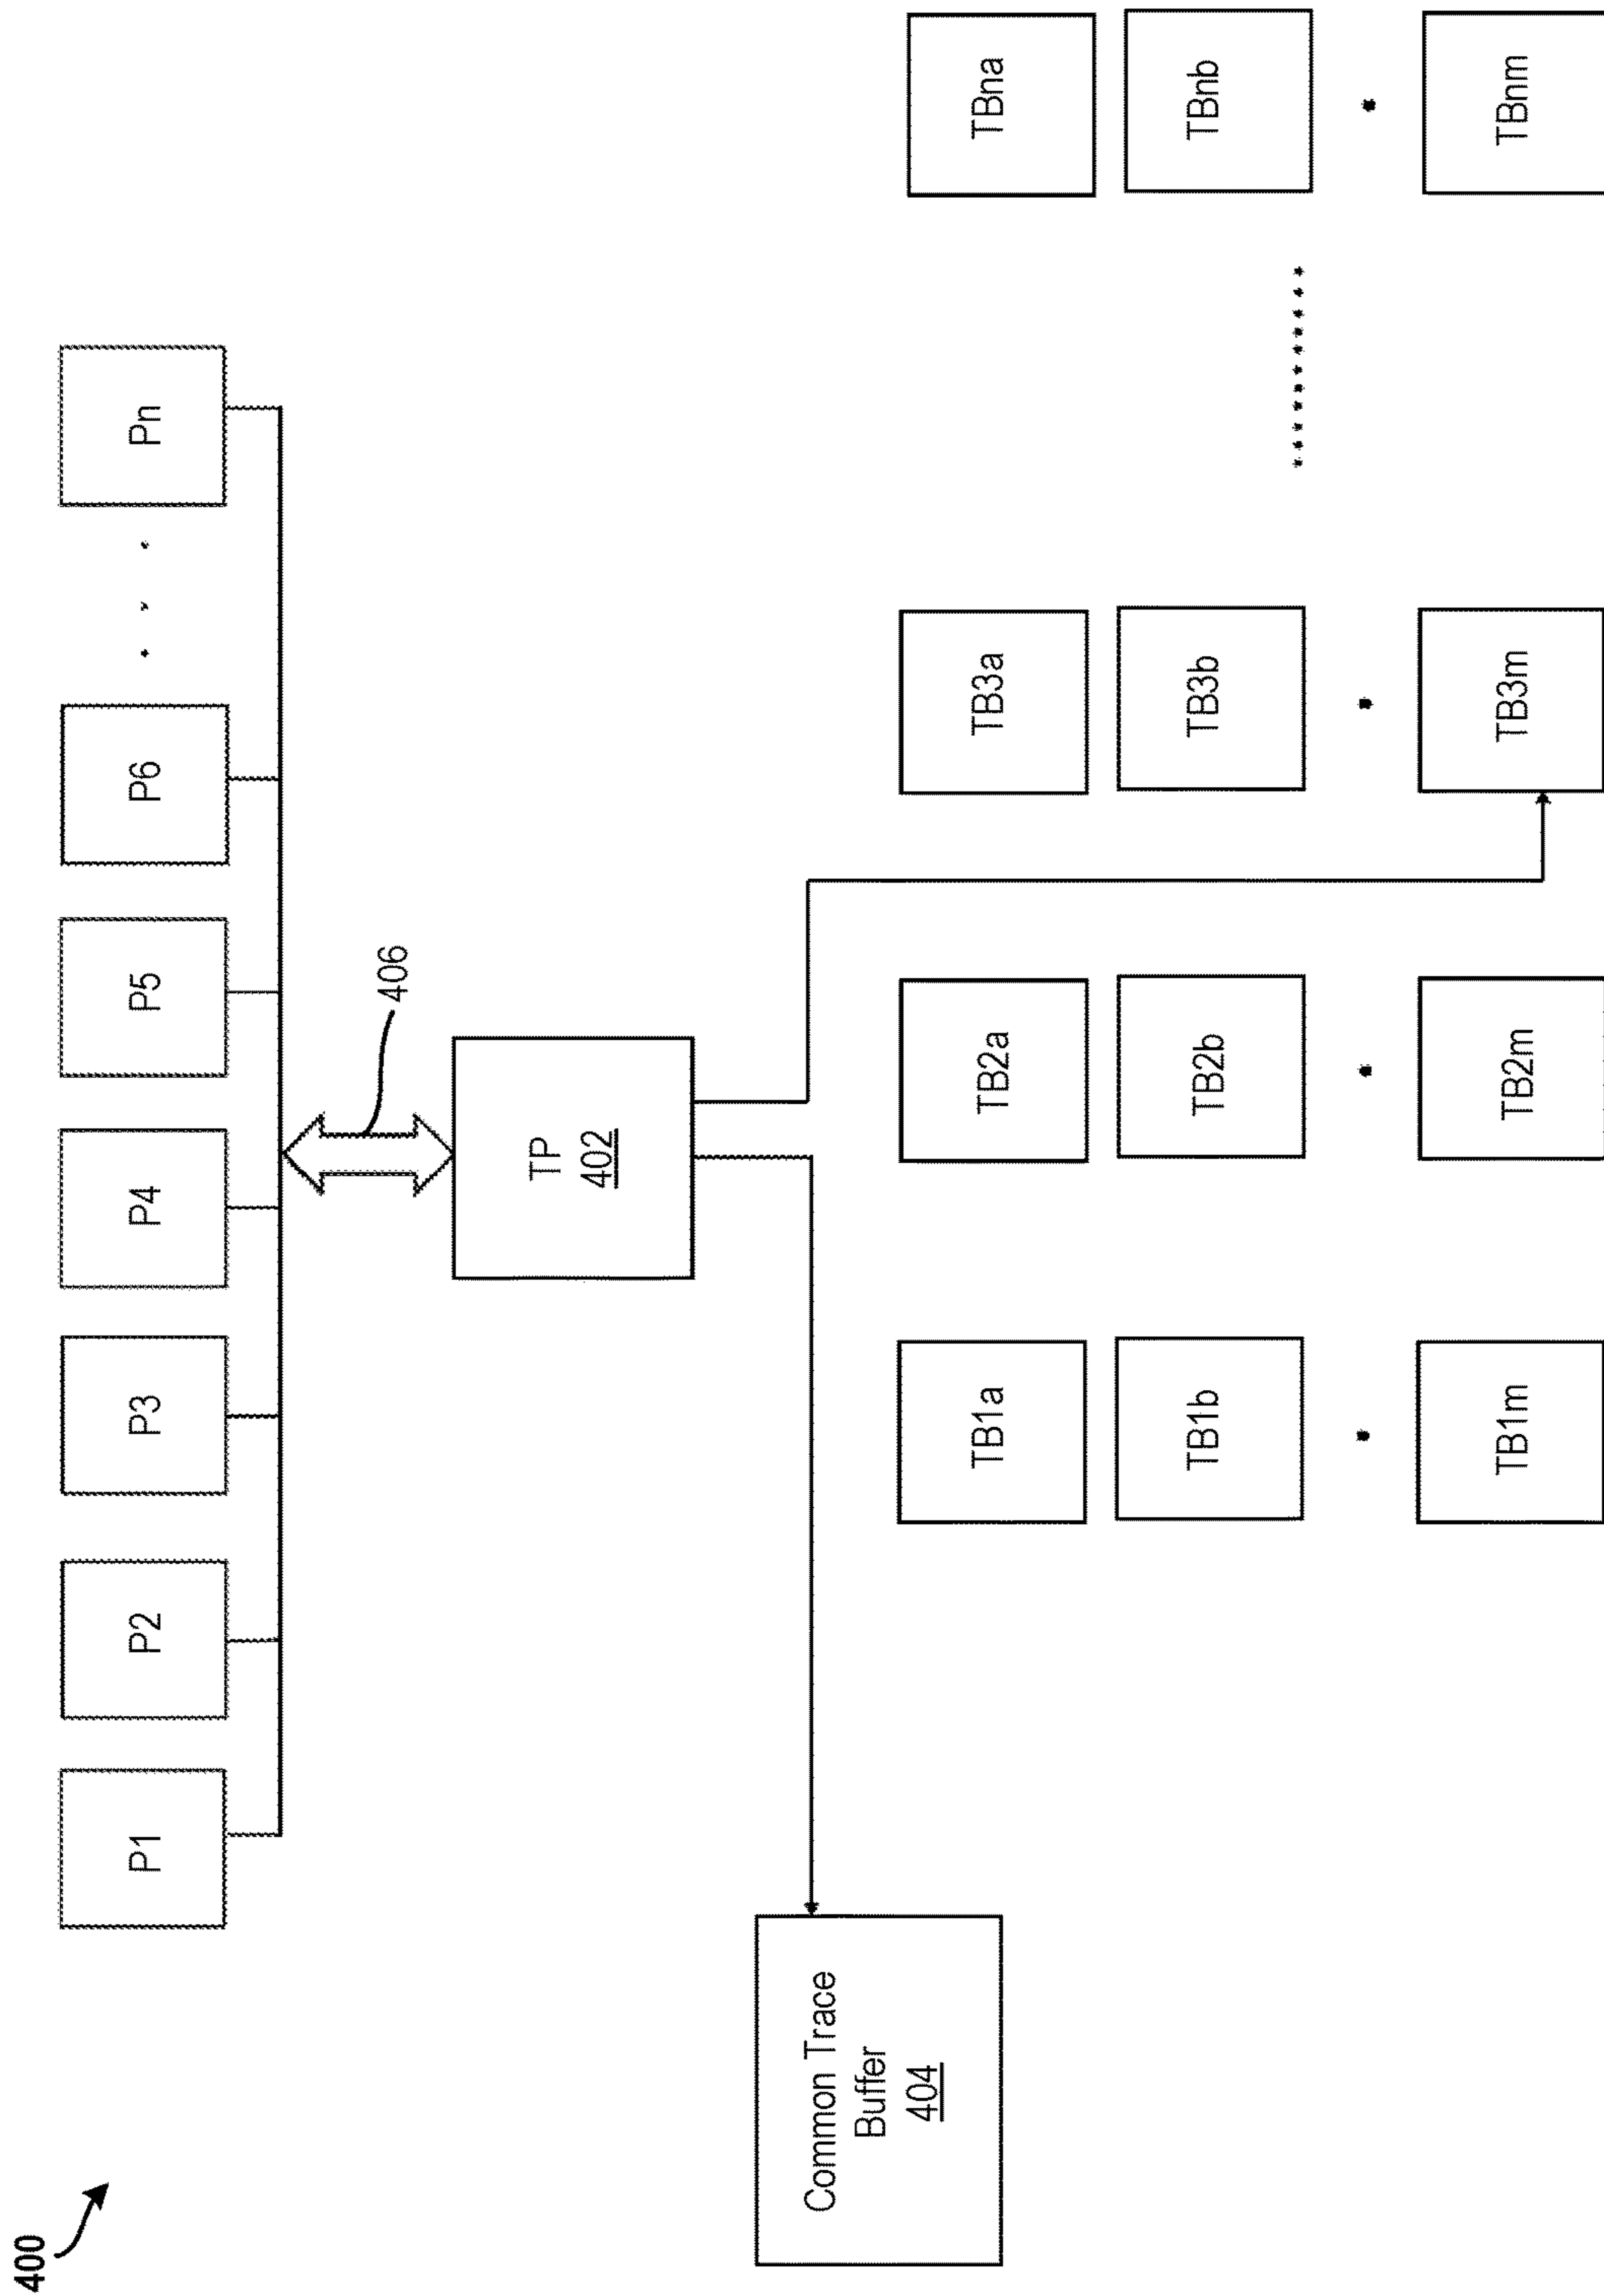 400
P1
P2
P3
P4
P5
P6
Pn
406
TP
402
Common Trace
Buffer
404
TB1a
TB2a
TB3a
TBna
TB1b
TB2b
TB3b
TBnb
TB1m
TB2m
TB3m
TBnm